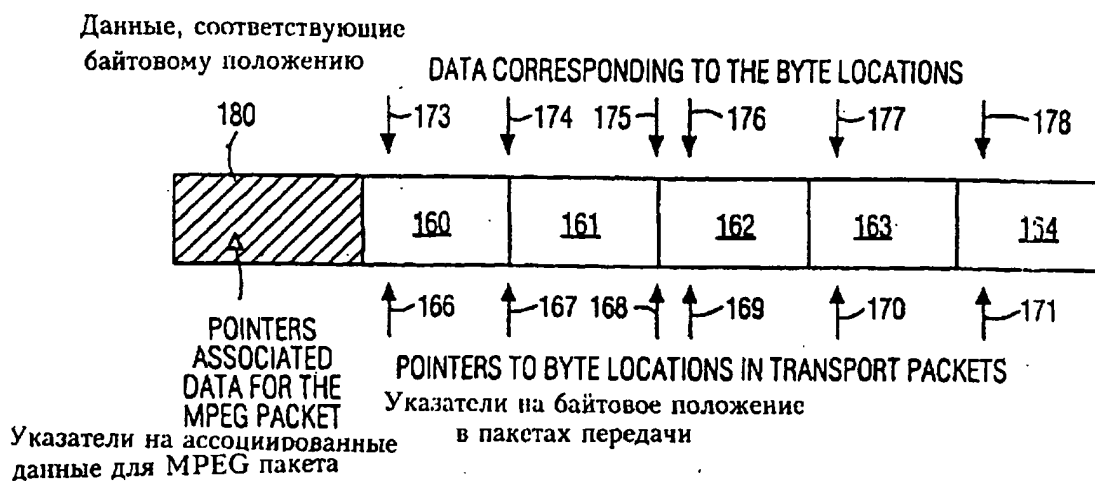 Данные, соответствующие
байтовому положению
DATA CORRESPONDING TO THE BYTE LOCATIONS
180 173 174 175 176 177 178
160 161 162 163 164
166 167 168 169 170 171
POINTERS
ASSOCIATED
DATA FOR THE
MPEG PACKET
POINTERS TO BYTE LOCATIONS IN TRANSPORT PACKETS
Указатели на байтовое положение
в пакетах передачи
Указатели на ассоциированные
данные для MPEG пакета